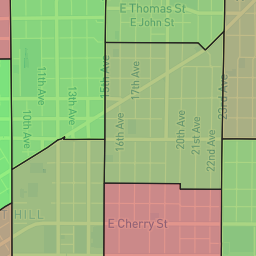 E Thomas St
E John St
11th Ave
10th Ave
13th Ave
15th Ave
17th Ave
16th Ave
20th Ave
21st Ave
22nd Ave
23rd Ave
T HILL
E Cherry St